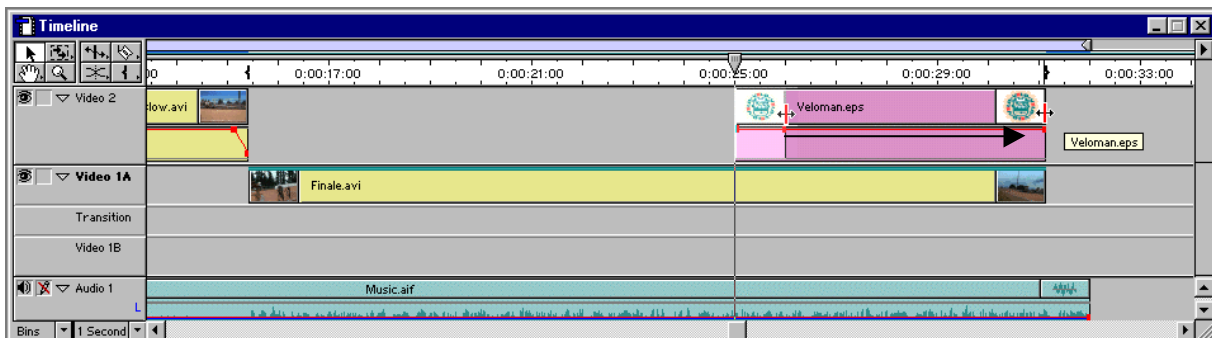 Timeline
00 0:00:17:00 0:00:21:00 0:00:25:00 0:00:29:00 0:00:33:00
Video 2
low.avi
Veloman.eps
Veloman.eps
Video 1A
Finale.avi
Transition
Video 1B
Audio 1
Music.aif
L
Bins 1 Second